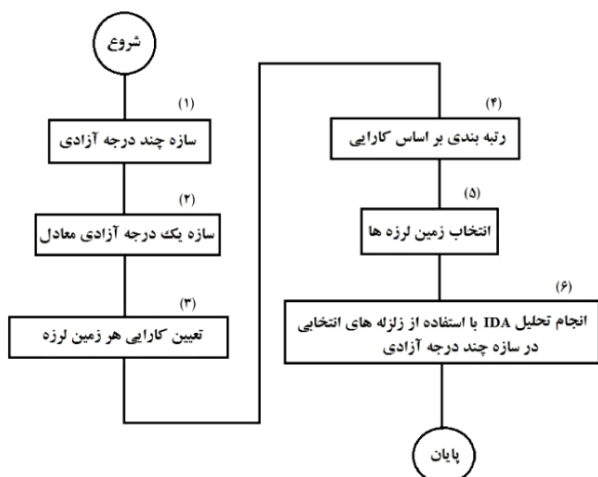 شروع
(۱)
سازه چند درجه آزادی
(۲)
سازه یک درجه آزادی معادل
(۳)
تعیین کارایی هر زمین لرزه
(۴)
رتبه بندی بر اساس کارایی
(۵)
انتخاب زمین لرزه ها
(۶)
انجام تحلیل IDA با استفاده از زلزله های انتخابی
در سازه چند درجه آزادی
پایان